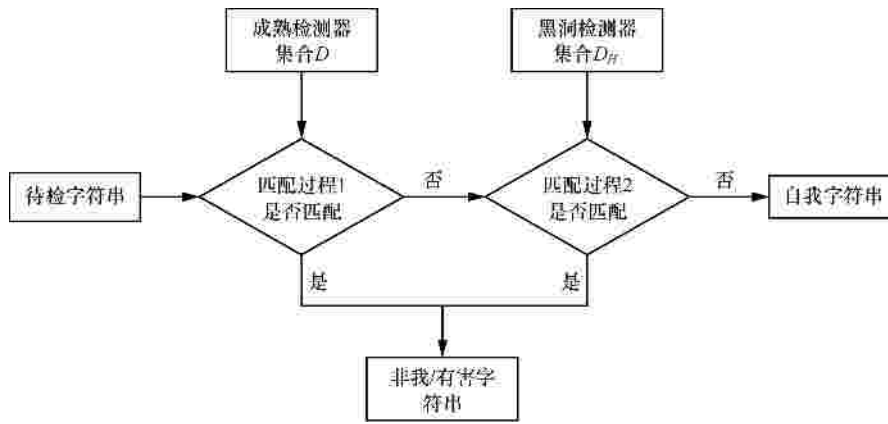 成熟检测器
集合D
黑洞检测器
集合D_H
待检字符串
匹配过程1
是否匹配
否
匹配过程2
是否匹配
否
自我字符串
是
是
非我/有害字
符串